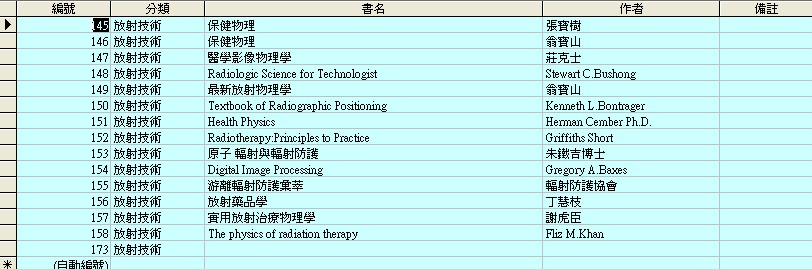 編號 分類 書名 作者 備註
145 放射技術 保健物理 張寶樹
146 放射技術 保健物理 翁寶山
147 放射技術 醫學影像物理學 莊克士
148 放射技術 Radiologic Science for Technologist Stewart C.Bushong
149 放射技術 最新放射物理學 翁寶山
150 放射技術 Textbook of Radiographic Positioning Kenneth L.Bontrager
151 放射技術 Health Physics Herman Cember Ph.D.
152 放射技術 Radiotherapy:Principles to Practice Griffiths Short
153 放射技術 原子 輻射與輻射防護 朱鐵吉博士
154 放射技術 Digital Image Processing Gregory A.Baxes
155 放射技術 游離輻射防護彙萃 輻射防護協會
156 放射技術 放射藥品學 丁慧枝
157 放射技術 實用放射治療物理學 謝虎臣
158 放射技術 The physics of radiation therapy Fliz M.Khan
173 放射技術
(自動編號)